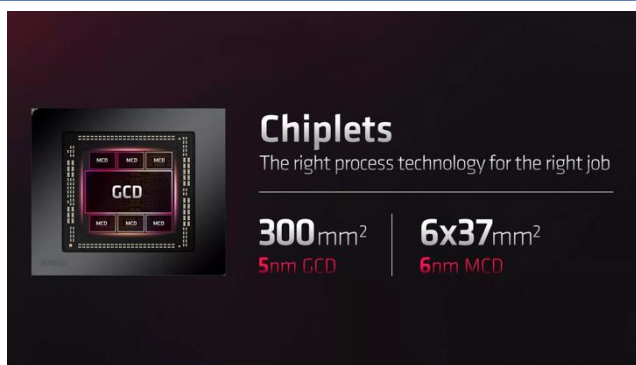 Chiplets
The right process technology for the right job
MCD MCD MCD
GCD
MCD MCD MCD
300mm²
5nm GCD
6x37mm²
6nm MCD